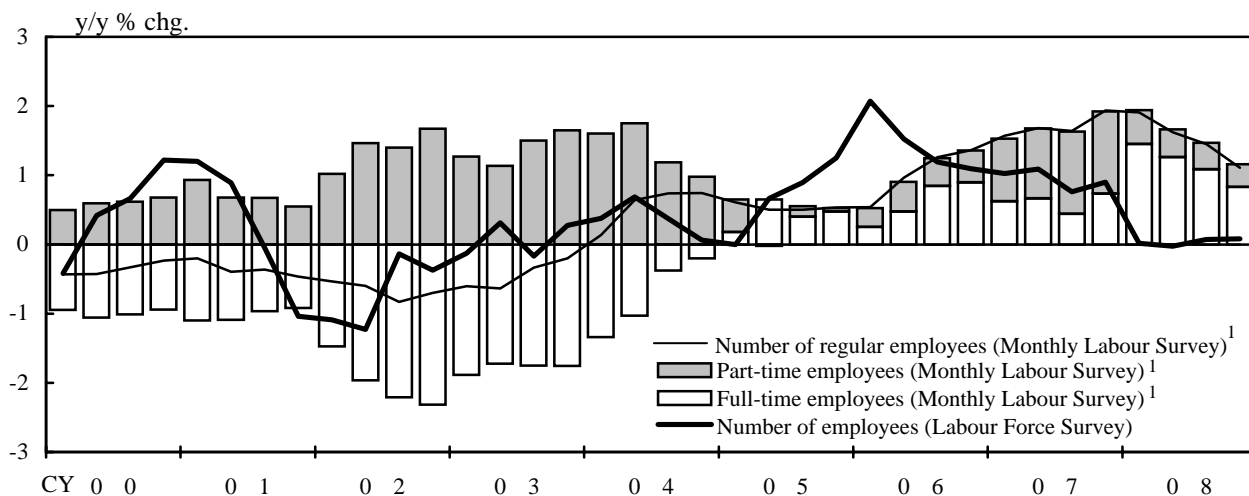 y/y % chg.
3
2
1
0
-1
-2
-3
Number of regular employees (Monthly Labour Survey)1
Part-time employees (Monthly Labour Survey) 1
Full-time employees (Monthly Labour Survey) 1
Number of employees (Labour Force Survey)
CY 0 0 0 1 0 2 0 3 0 4 0 5 0 6 0 7 0 8